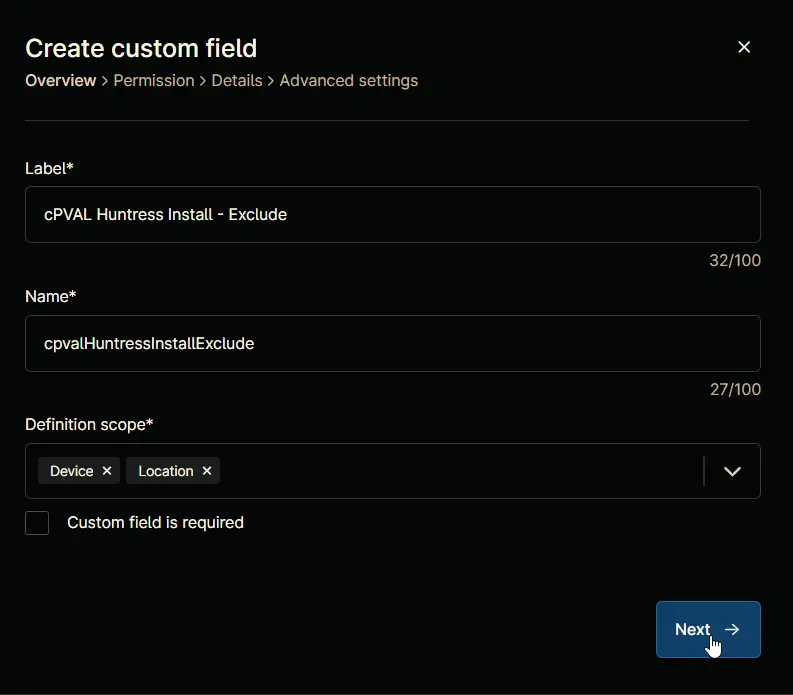 Create custom field
Overview > Permission > Details > Advanced settings
Label*
cPVAL Huntress Install - Exclude
32/100
Name*
cpvalHuntressInstallExclude
27/100
Definition scope*
Device × Location ×
Custom field is required
Next →